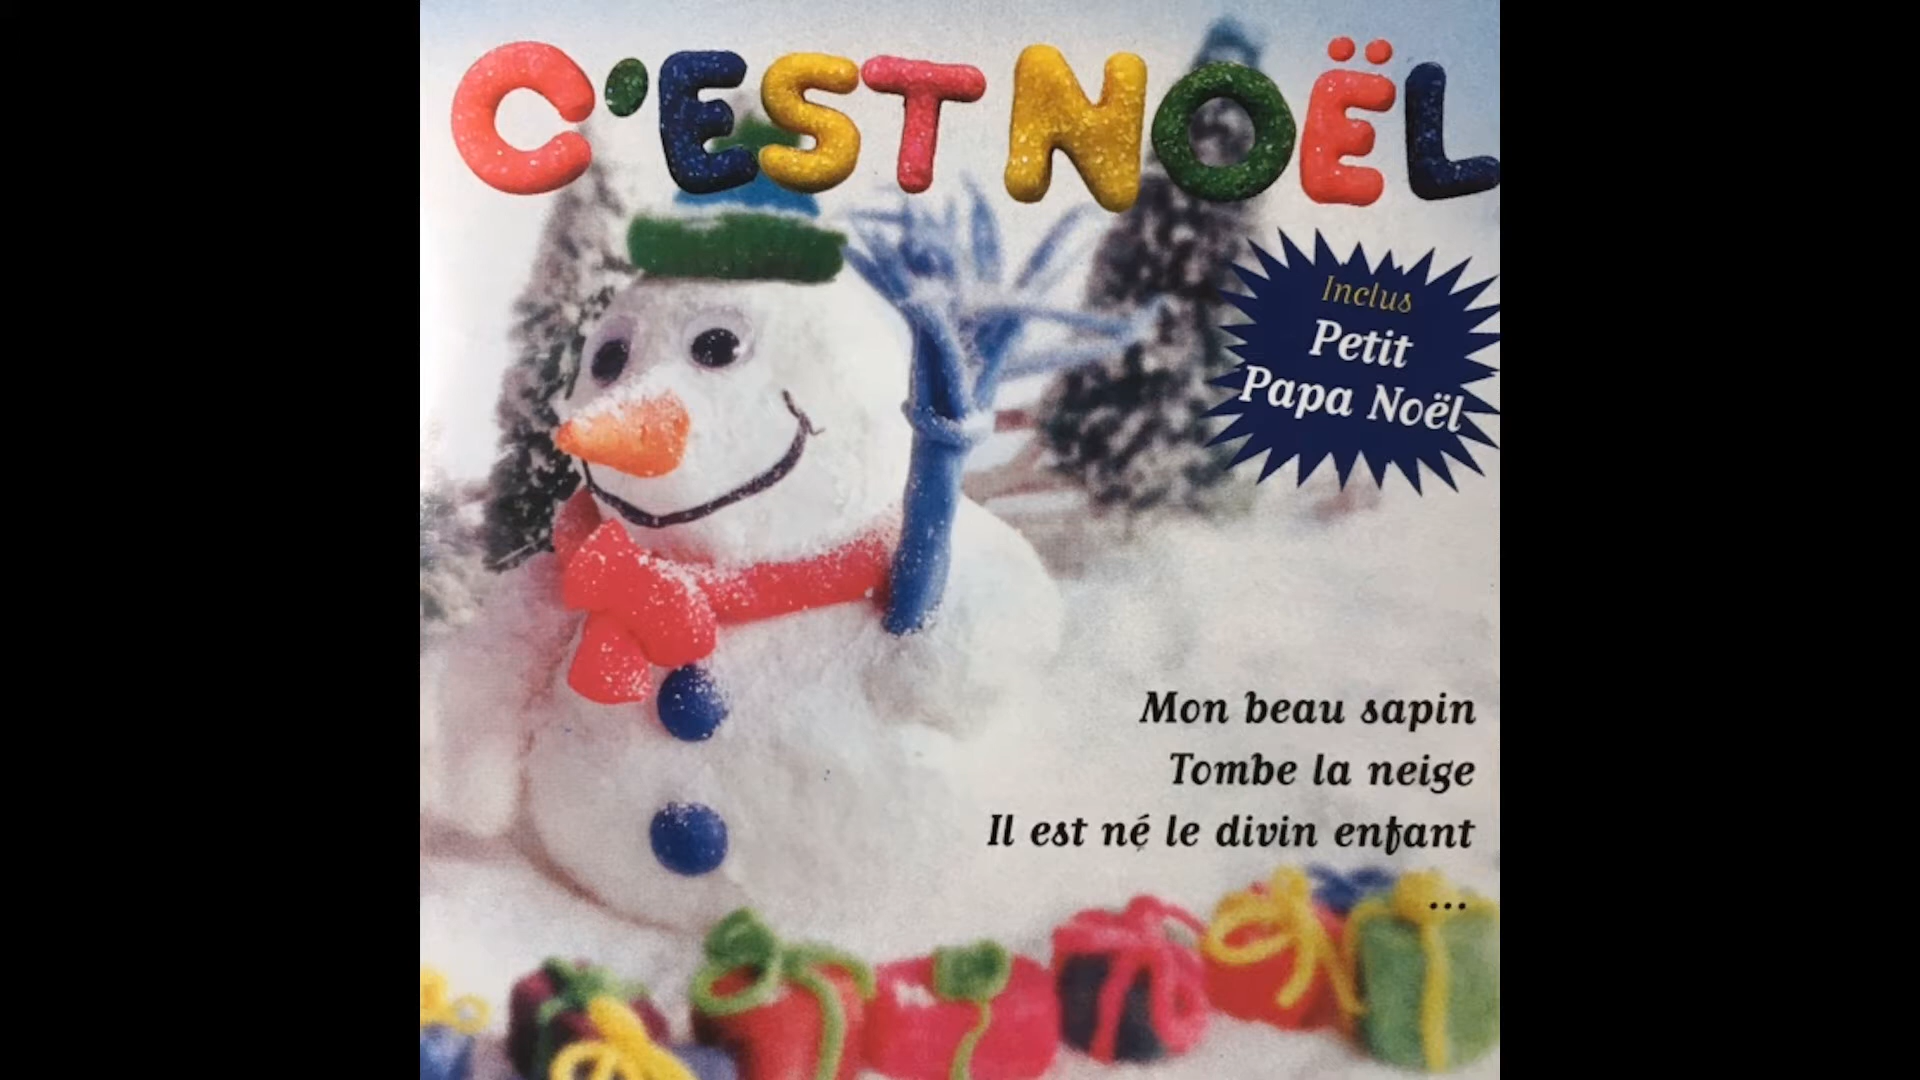 C'EST NOËL
Inclus
Petit
Papa Noël
Mon beau sapin
Tombe la neige
Il est né le divin enfant
...